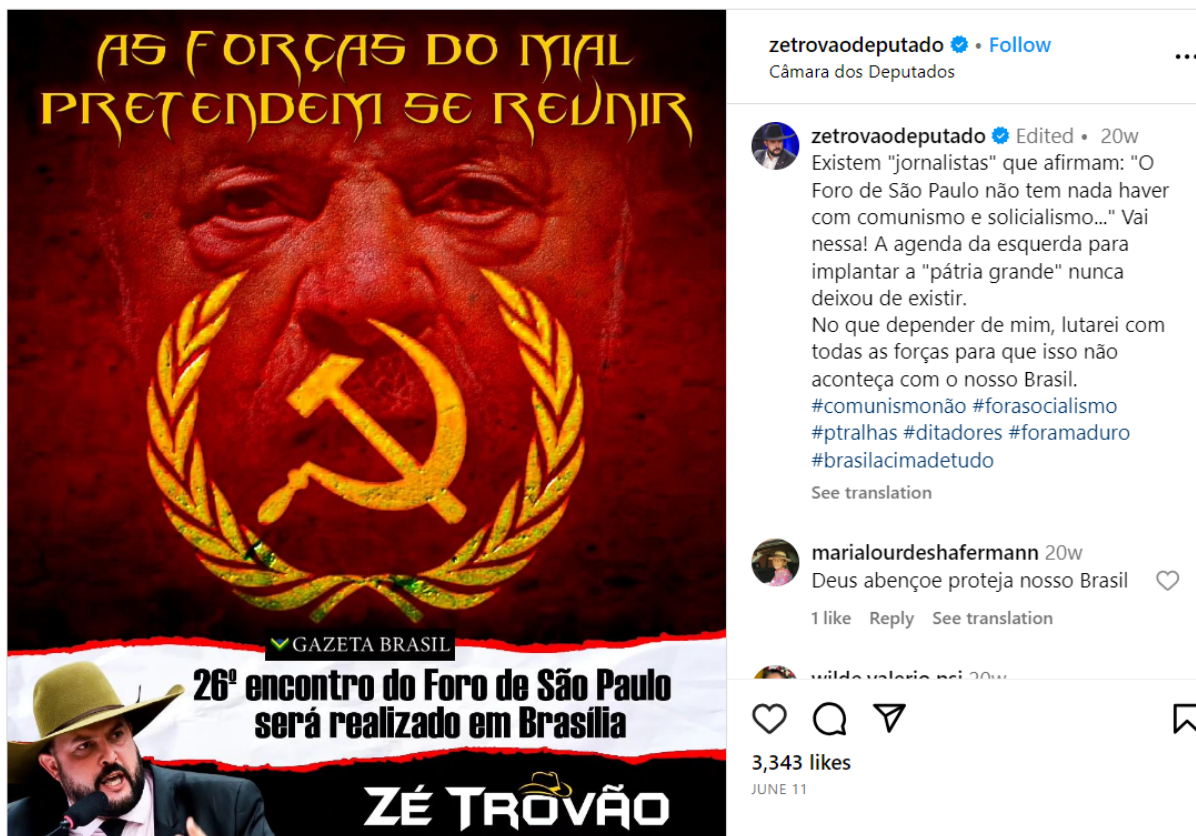 AS FORÇAS DO MAL
PRETENDEM SE REUNIR
GAZETA BRASIL
26º encontro do Foro de São Paulo
será realizado em Brasília
ZÉ TROVÃO
zetrovaodeputado • Follow
Câmara dos Deputados
zetrovaodeputado Edited • 20w
Existem "jornalistas" que afirmam: "O
Foro de São Paulo não tem nada haver
com comunismo e solicialismo..." Vai
nessa! A agenda da esquerda para
implantar a "pátria grande" nunca
deixou de existir.
No que depender de mim, lutarei com
todas as forças para que isso não
aconteça com o nosso Brasil.
#comunismonão #forasocialismo
#ptralhas #ditadores #foramaduro
#brasilacimadetudo
See translation
marialourdeshafermann 20w
Deus abençoe proteja nosso Brasil
1 like Reply See translation
20w
3,343 likes
JUNE 11